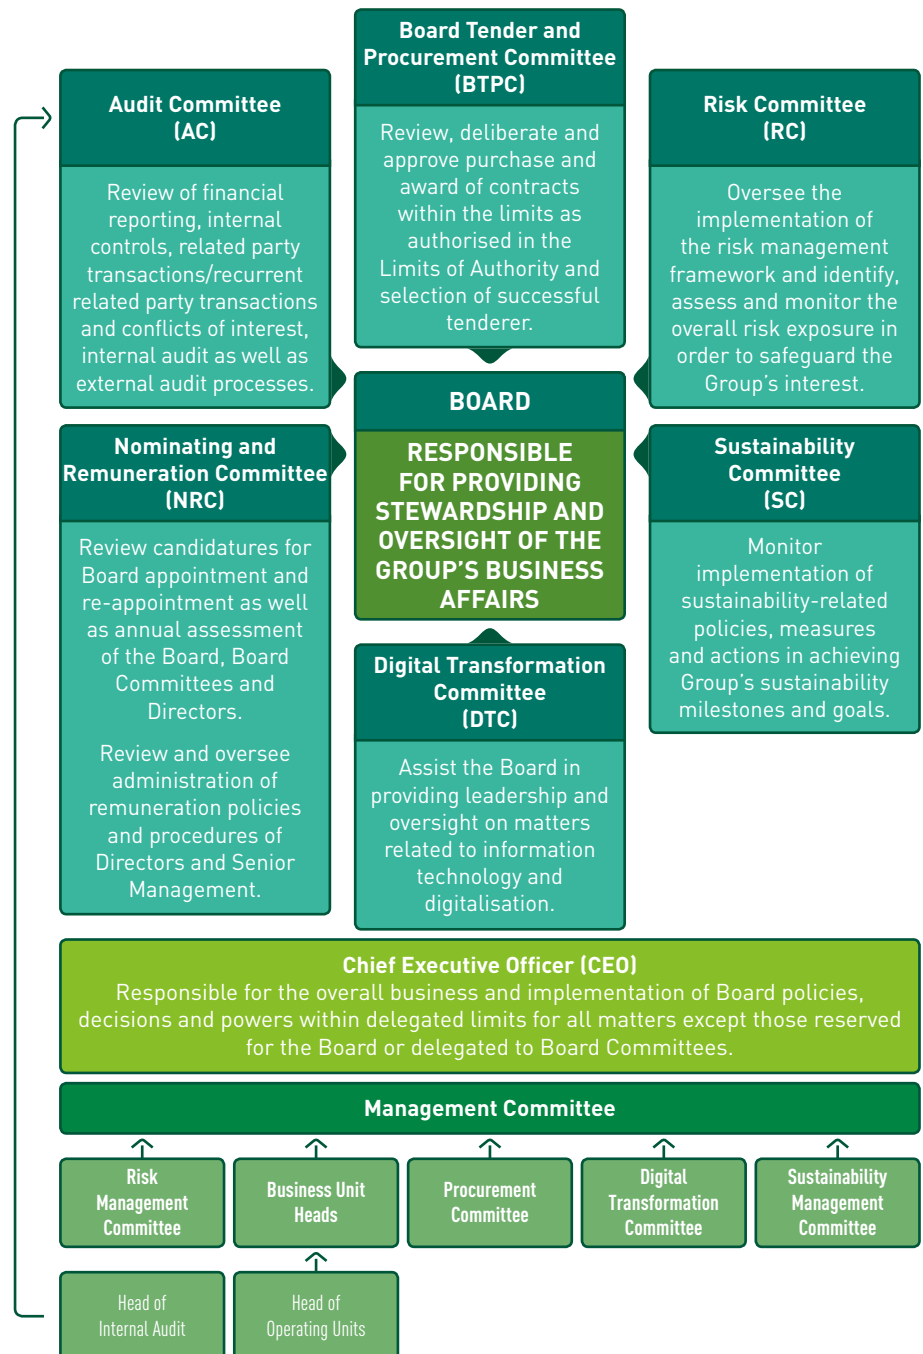 Board Tender and
Procurement Committee
(BTPC)
Review, deliberate and
approve purchase and
award of contracts
within the limits as
authorised in the
Limits of Authority and
selection of successful
tenderer.
Audit Committee
(AC)
Review of financial
reporting, internal
controls, related party
transactions/recurrent
related party transactions
and conflicts of interest,
internal audit as well as
external audit processes.
Risk Committee
(RC)
Oversee the
implementation of
the risk management
framework and identify,
assess and monitor the
overall risk exposure in
order to safeguard the
Group's interest.
BOARD
RESPONSIBLE
FOR PROVIDING
STEWARDSHIP AND
OVERSIGHT OF THE
GROUP'S BUSINESS
AFFAIRS
Nominating and
Remuneration Committee
(NRC)
Review candidatures for
Board appointment and
re-appointment as well
as annual assessment
of the Board, Board
Committees and
Directors.
Review and oversee
administration of
remuneration policies
and procedures of
Directors and Senior
Management.
Sustainability
Committee
(SC)
Monitor
implementation of
sustainability-related
policies, measures
and actions in achieving
Group's sustainability
milestones and goals.
Digital Transformation
Committee
(DTC)
Assist the Board in
providing leadership and
oversight on matters
related to information
technology and
digitalisation.
Chief Executive Officer (CEO)
Responsible for the overall business and implementation of Board policies,
decisions and powers within delegated limits for all matters except those reserved
for the Board or delegated to Board Committees.
Management Committee
Risk
Management
Committee
Business Unit
Heads
Procurement
Committee
Digital
Transformation
Committee
Sustainability
Management
Committee
Head of
Internal Audit
Head of
Operating Units